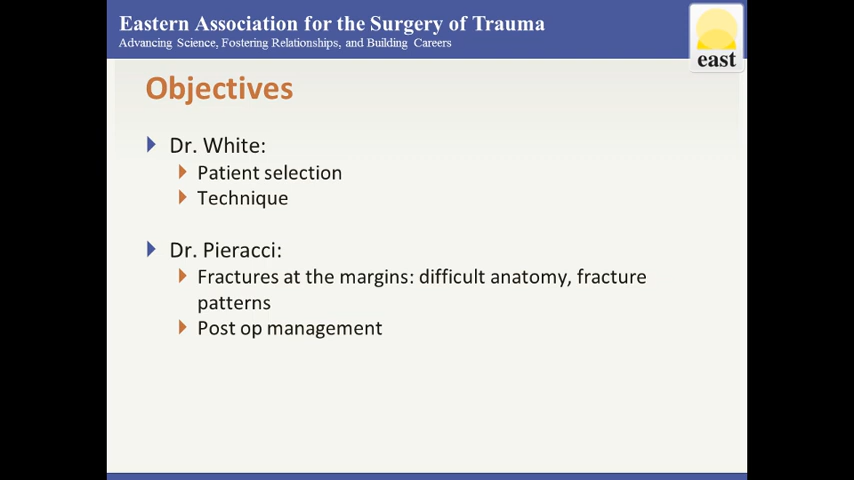 Eastern Association for the Surgery of Trauma
Advancing Science, Fostering Relationships, and Building Careers
east
Objectives
Dr. White:
Patient selection
Technique
Dr. Pieracci:
Fractures at the margins: difficult anatomy, fracture
patterns
Post op management